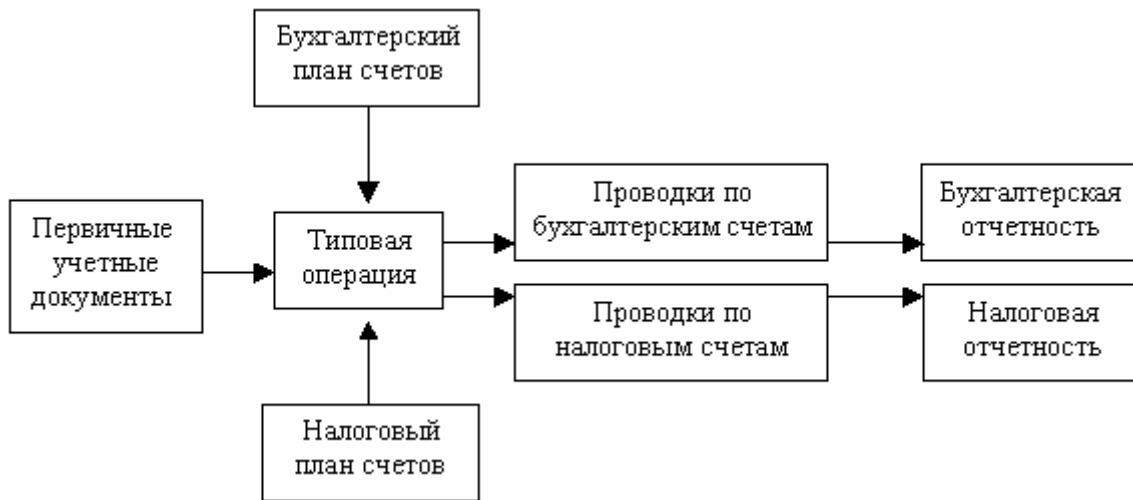 Бухгалтерский
план счетов
Первичные
учетные
документы
Типовая
операция
Проводки по
бухгалтерским счетам
Бухгалтерская
отчетность
Проводки по
налоговым счетам
Налоговая
отчетность
Налоговый
план счетов